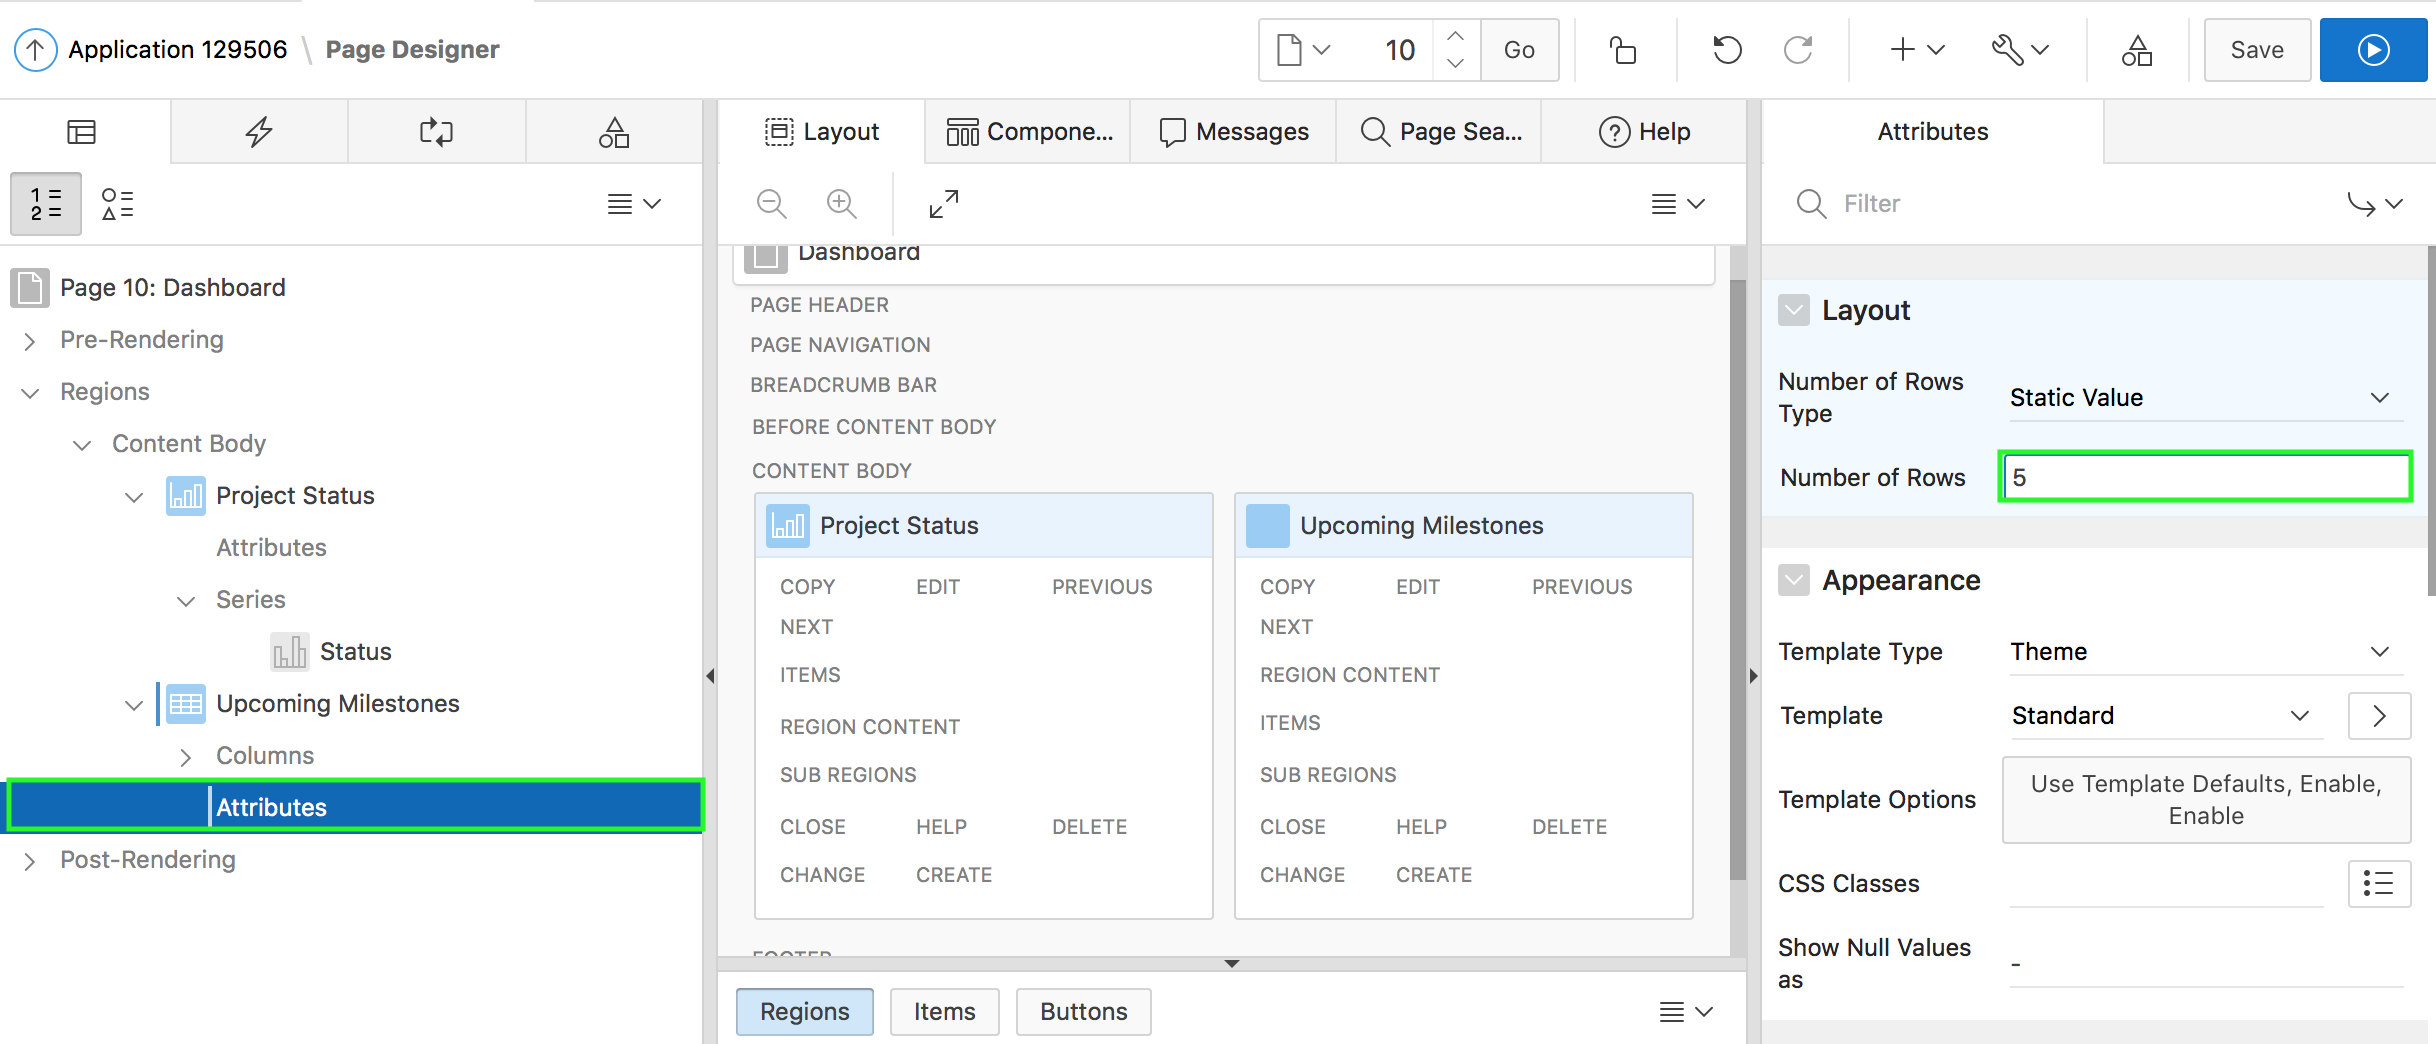 Application 129506 \ Page Designer
10
Go
Save
Layout
Compone...
Messages
Page Sea...
Help
Attributes
1
2
Filter
Page 10: Dashboard
Pre-Rendering
Regions
Content Body
Project Status
Attributes
Series
Status
Upcoming Milestones
Columns
Attributes
Post-Rendering
Dashboard
PAGE HEADER
PAGE NAVIGATION
BREADCRUMB BAR
BEFORE CONTENT BODY
CONTENT BODY
Project Status
COPY EDIT PREVIOUS
NEXT
ITEMS
REGION CONTENT
SUB REGIONS
CLOSE HELP DELETE
CHANGE CREATE
Upcoming Milestones
COPY EDIT PREVIOUS
NEXT
REGION CONTENT
ITEMS
SUB REGIONS
CLOSE HELP DELETE
CHANGE CREATE
FOOTER
Regions
Items
Buttons
Layout
Number of Rows
Type
Static Value
Number of Rows
5
Appearance
Template Type
Theme
Template
Standard
Template Options
Use Template Defaults, Enable,
Enable
CSS Classes
Show Null Values
as
-